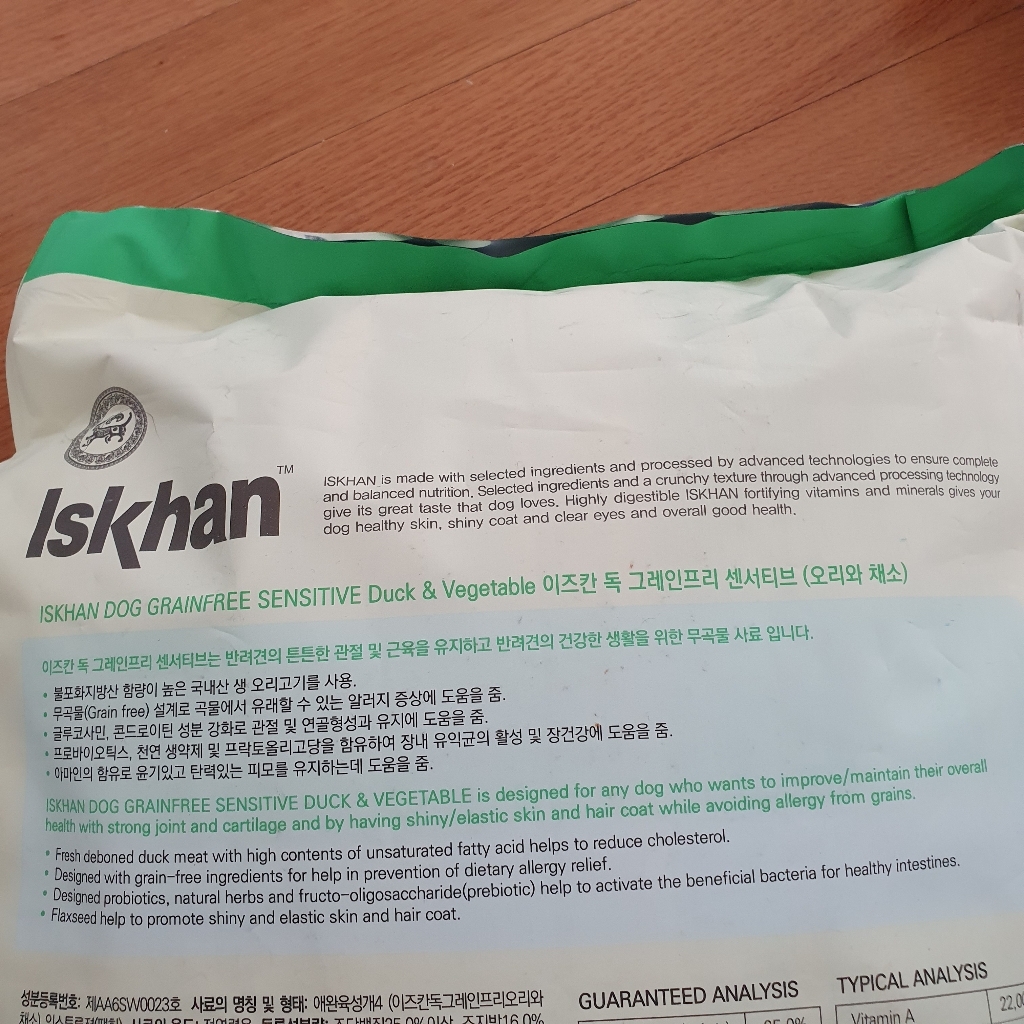 Iskhan™
ISKHAN is made with selected ingredients and processed by advanced technologies to ensure complete
and balanced nutrition. Selected ingredients and a crunchy texture through advanced processing technology
give its great taste that dog loves. Highly digestible ISKHAN fortifying vitamins and minerals gives your
dog healthy skin, shiny coat and clear eyes and overall good health.
ISKHAN DOG GRAINFREE SENSITIVE Duck & Vegetable 이즈칸 독 그레인프리 센서티브 (오리와 채소)
이즈칸 독 그레인프리 센서티브는 반려견의 튼튼한 관절 및 근육을 유지하고 반려견의 건강한 생활을 위한 무곡물 사료 입니다.
• 불포화지방산 함량이 높은 국내산 생 오리고기를 사용.
• 무곡물(Grain free) 설계로 곡물에서 유래할 수 있는 알러지 증상에 도움을 줌.
• 글루코사민, 콘드로이틴 성분 강화로 관절 및 연골형성과 유지에 도움을 줌.
• 프로바이오틱스, 천연 생약제 및 프락토올리고당을 함유하여 장내 유익균의 활성 및 장건강에 도움을 줌.
• 아마인의 함유로 윤기있고 탄력있는 피모를 유지하는데 도움을 줌.
ISKHAN DOG GRAINFREE SENSITIVE DUCK & VEGETABLE is designed for any dog who wants to improve/maintain their overall
health with strong joint and cartilage and by having shiny/elastic skin and hair coat while avoiding allergy from grains.
• Fresh deboned duck meat with high contents of unsaturated fatty acid helps to reduce cholesterol.
• Designed with grain-free ingredients for help in prevention of dietary allergy relief.
• Designed probiotics, natural herbs and fructo-oligosaccharide(prebiotic) help to activate the beneficial bacteria for healthy intestines.
• Flaxseed help to promote shiny and elastic skin and hair coat.
성분등록번호: 제AA6SW0023호 사료의 명칭 및 형태: 애완육성개4 (이즈칸독그레인프리오리와
GUARANTEED ANALYSIS
TYPICAL ANALYSIS
Vitamin A